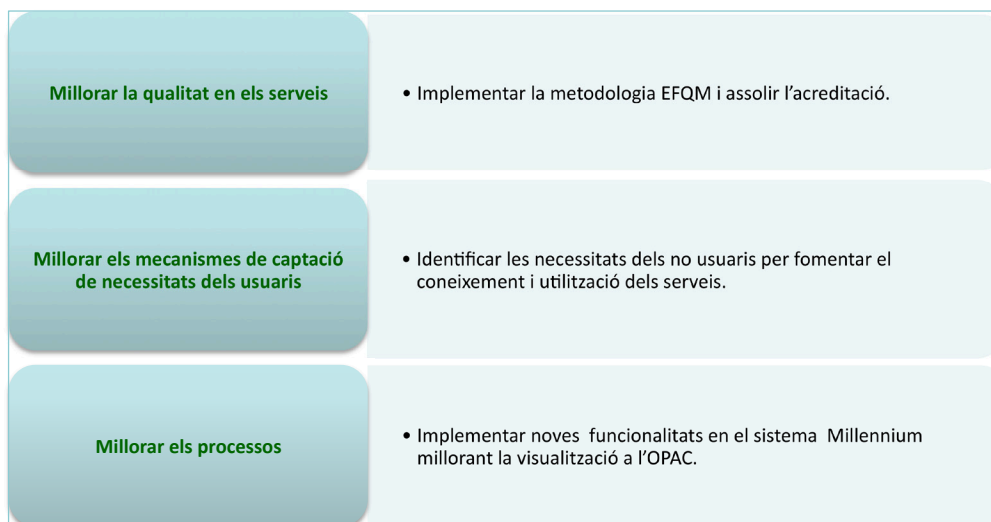 Millorar la qualitat en els serveis
• Implementar la metodologia EFQM i assolir l’acreditació.
Millorar els mecanismes de captació
de necessitats dels usuaris
• Identificar les necessitats dels no usuaris per fomentar el
coneixement i utilització dels serveis.
Millorar els processos
• Implementar noves funcionalitats en el sistema Millennium
millorant la visualització a l’OPAC.